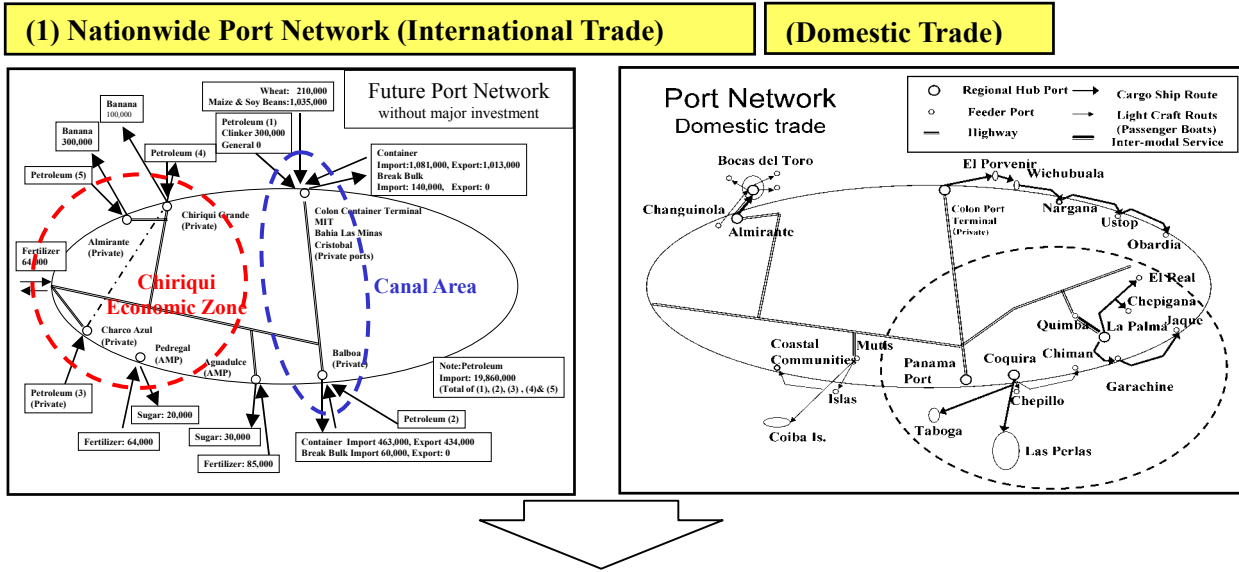 (1) Nationwide Port Network (International Trade)
(Domestic Trade)
Future Port Network
without major investment
Wheat: 210,000
Maize & Soy Beans:1,035,000
Banana
100,000
Banana
300,000
Petroleum (1)
Clinker 300,000
General 0
Petroleum (4)
Petroleum (5)
Container
Import:1,081,000, Export:1,013,000
Break Bulk
Import: 140,000, Export: 0
Chiriqui Grande
(Private)
Almirante
(Private)
Colon Container Terminal
MIT
Bahia Las Minas
Cristobal
(Private ports)
Fertilizer
64,000
Chiriqui
Economic Zone
Canal Area
Charco Azul
(Private)
Pedregal
(AMP)
Aguadulce
(AMP)
Balboa
(Private)
Note:Petroleum
Import: 19,860,000
(Total of (1), (2), (3) , (4)& (5)
Petroleum (3)
(Private)
Sugar: 20,000
Petroleum (2)
Fertilizer: 64,000
Sugar: 30,000
Container Import 463,000, Export 434,000
Break Bulk Import 60,000, Export: 0
Fertilizer: 85,000
Port Network
Domestic trade
Regional Hub Port
Cargo Ship Route
Feeder Port
Light Craft Routs
(Passenger Boats)
Highway
Inter-modal Service
Bocas del Toro
Changuinola
Almirante
El Porvenir
Wichubuala
Nargana
Ustop
Obardia
Colon Port
Terminal
(Private)
El Real
Chepigana
Quimba
La Palma
Jaque
Coastal
Communities
Mutis
Panama
Port
Coquira
Chiman
Garachine
Islas
Chepillo
Coiba Is.
Taboga
Las Perlas